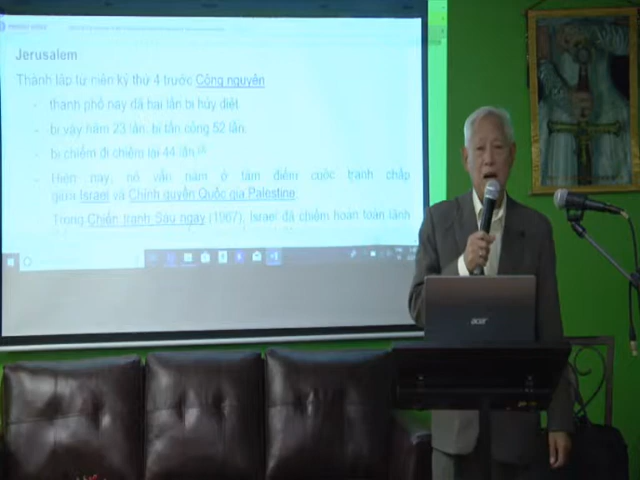 Jerusalem
Thành lập từ niên kỷ thứ 4 trước Công nguyên
- thành phố này đã hai lần bị hủy diệt
- bị vây hãm 23 lần, bị tấn công 52 lần
- bị chiếm đi chiếm lại 44 lần
- Hiện nay, nó vẫn nằm ở tâm điểm cuộc tranh chấp
giữa Israel và Chính quyền Quốc gia Palestine.
Trong Chiến tranh Sáu ngày (1967), Israel đã chiếm hoàn toàn lãnh
acer